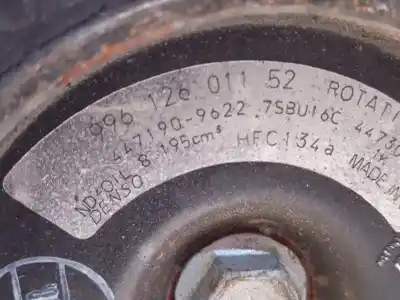 996 126 011 52 ROTATI
447190-9622 7SBU16C 44730
ND-OIL 8 195cm³ HFC134a
DENSO MADE IN